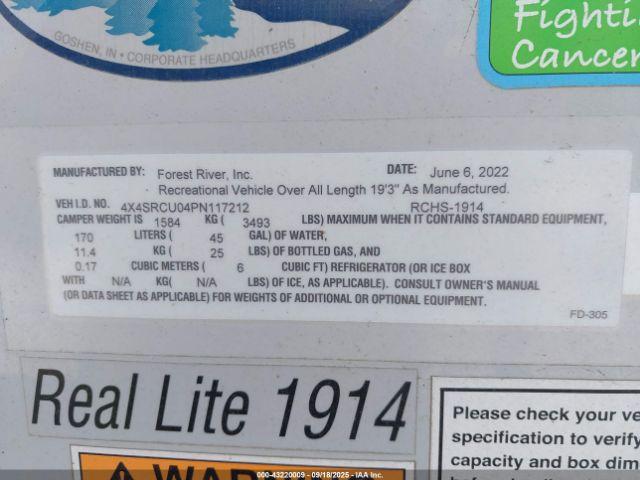 GOSHEN, IN • CORPORATE HEADQUARTERS
Fighti
Cancer
MANUFACTURED BY: Forest River, Inc. DATE: June 6, 2022
Recreational Vehicle Over All Length 19'3" As Manufactured.
VEH I.D. NO. 4X4SRCU04PN117212 RCHS-1914
CAMPER WEIGHT IS 1584 KG ( 3493 LBS) MAXIMUM WHEN IT CONTAINS STANDARD EQUIPMENT,
170 LITERS ( 45 GAL) OF WATER,
11.4 KG ( 25 LBS) OF BOTTLED GAS, AND
0.17 CUBIC METERS ( 6 CUBIC FT) REFRIGERATOR (OR ICE BOX
WITH N/A KG( N/A LBS) OF ICE, AS APPLICABLE). CONSULT OWNER'S MANUAL
(OR DATA SHEET AS APPLICABLE) FOR WEIGHTS OF ADDITIONAL OR OPTIONAL EQUIPMENT.
FD-305
Real Lite 1914
Please check your ve
specification to verify
capacity and box dim
WARNING
000-43220009 - 09/18/2025 - IAA Inc.